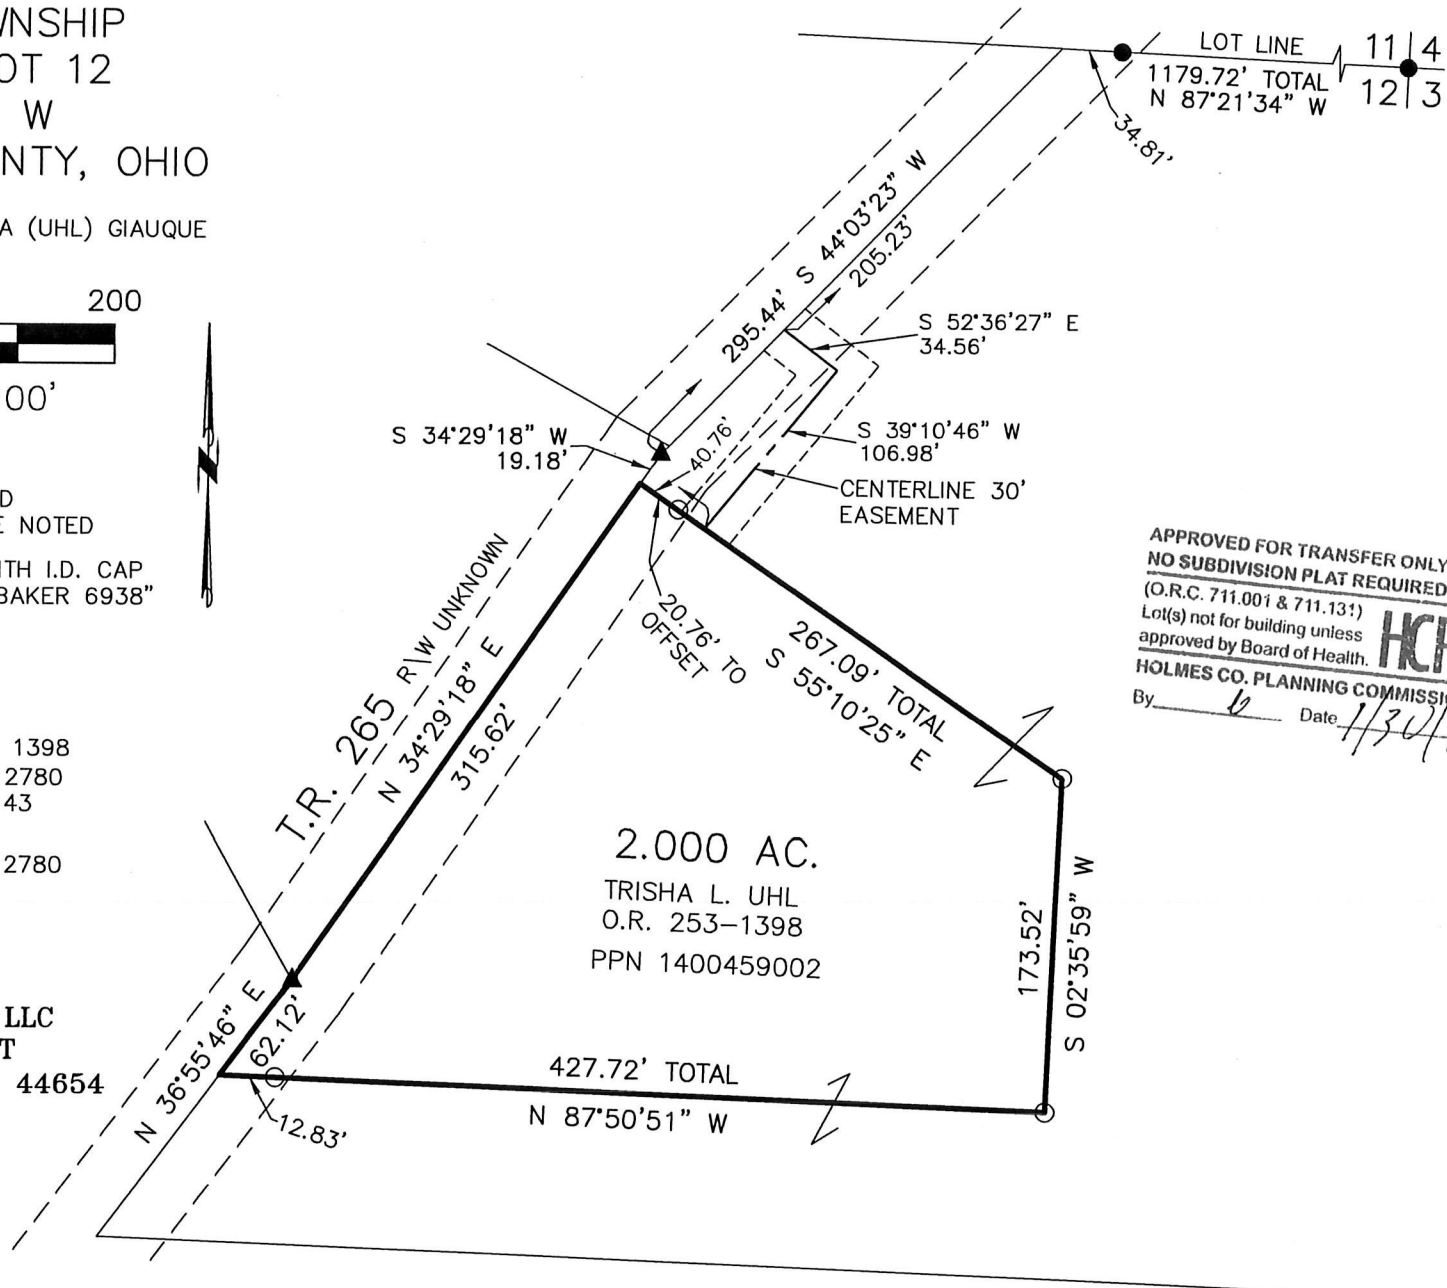 WNSHIP
OT 12
W
NTY, OHIO
A (UHL) GIAUQUE
200
00'
D
E NOTED
ITH I.D. CAP
BAKER 6938"
1398
2780
43
2780
LLC
T
44654
LOT LINE
1179.72' TOTAL
N 87°21'34" W
11 4
12 3
34.81'
295.44' S 44°03'23" W
205.23'
S 52°36'27" E
34.56'
S 34°29'18" W
19.18'
40.76'
S 39°10'46" W
106.98'
CENTERLINE 30'
EASEMENT
20.76' TO
OFFSET
267.09' TOTAL
S 55°10'25" E
T.R. 265 R\W UNKNOWN
N 34°29'18" E
315.62'
2.000 AC.
TRISHA L. UHL
O.R. 253-1398
PPN 1400459002
173.52'
S 02°35'59" W
N 36°55'46" E
62.12'
12.83'
427.72' TOTAL
N 87°50'51" W
APPROVED FOR TRANSFER ONLY
NO SUBDIVISION PLAT REQUIRED
(O.R.C. 711.001 & 711.131)
Lot(s) not for building unless
approved by Board of Health.
HOLMES CO. PLANNING COMMISSI
By Date 1/30/